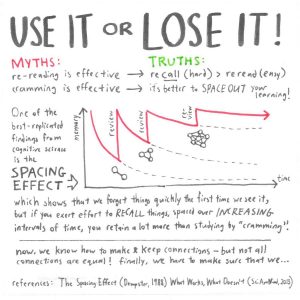 USE IT OR LOSE IT!
MYTHS: TRUTHS:
re-reading is effective → recall (hard) > reread (easy)
cramming is effective → it's better to SPACE OUT your learning!
One of the
best-replicated
findings from
cognitive science
is the
SPACING
EFFECT →
memory
review
review
review
time
which shows that we forget things quickly the first time we see it,
but if you exert effort to RECALL things, spaced over INCREASING
intervals of time, you retain a lot more than studying by "cramming".
now, we know how to make & keep connections – but not all
connections are equal! finally, we have to make sure that we...
references: The Spacing Effect (Dempster, 1988) What Works, What Doesn't (Sci. Am. Mind, 2013)